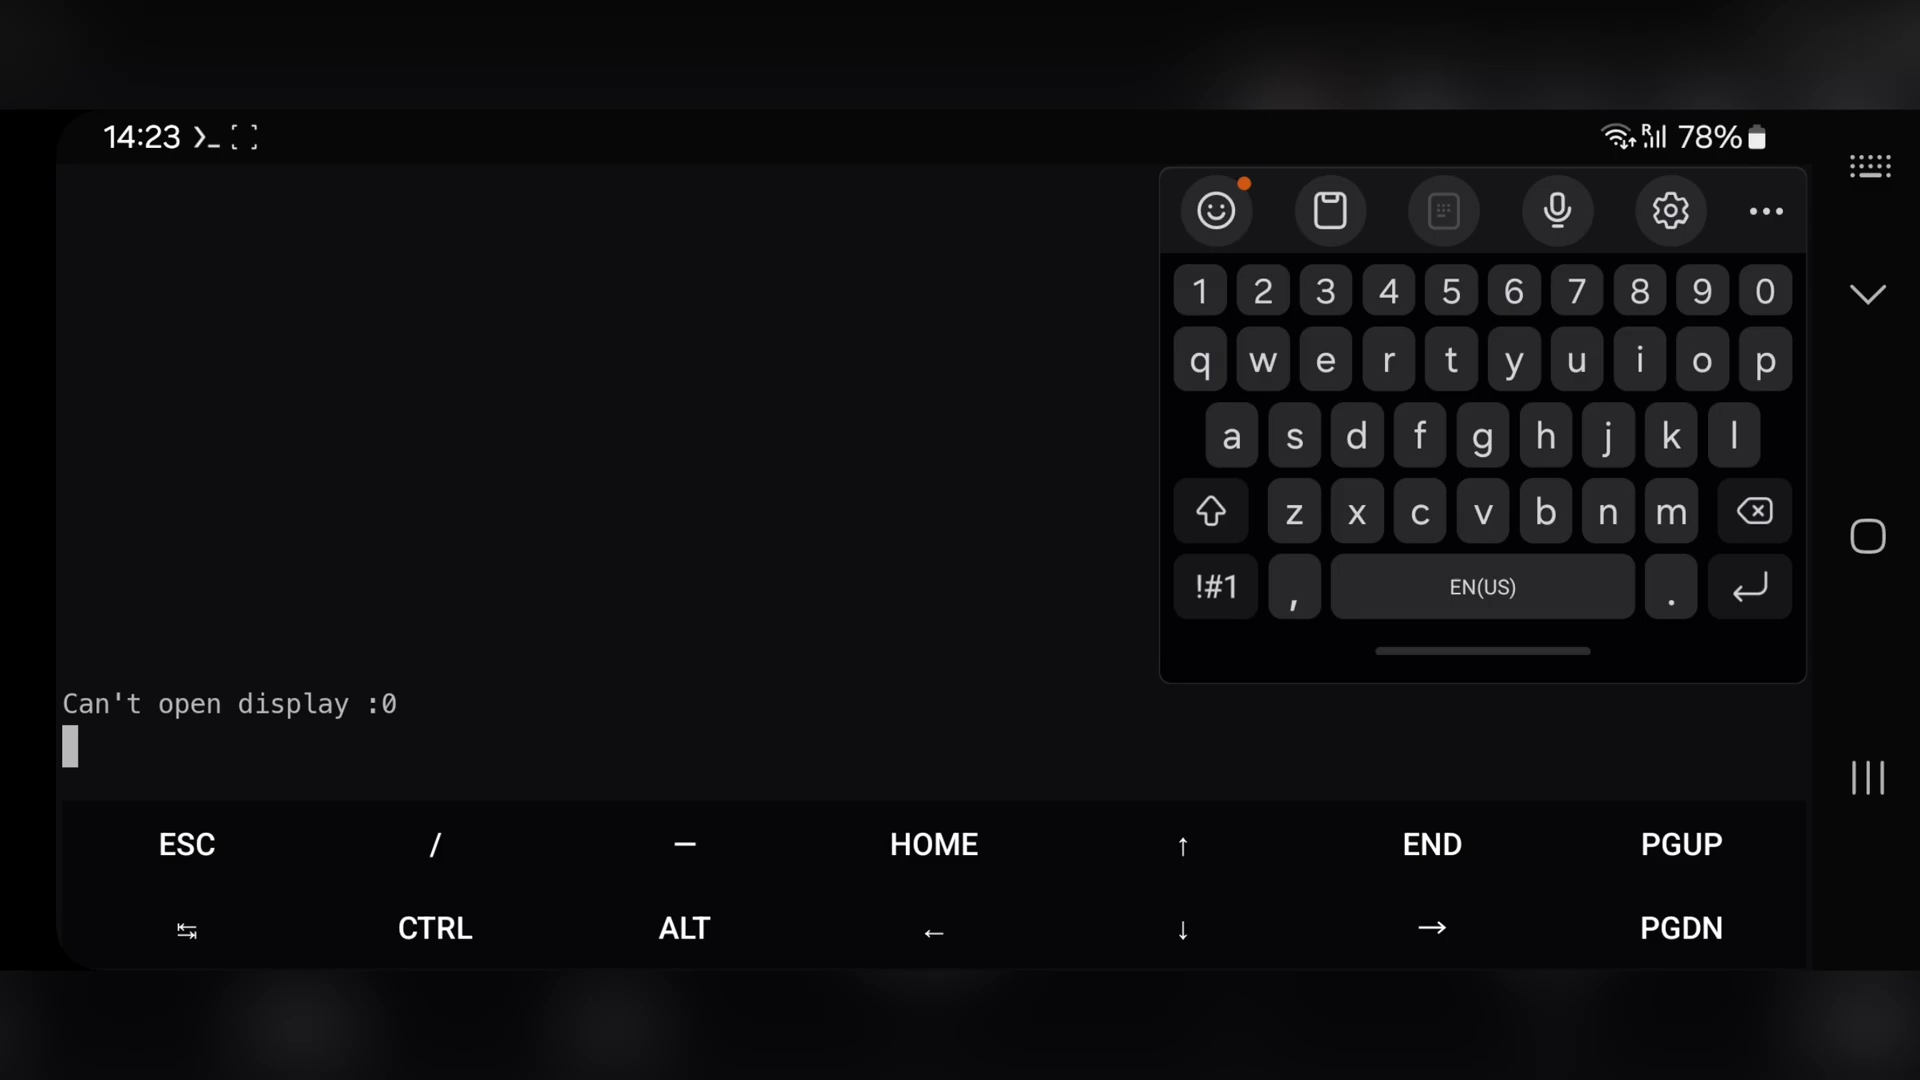 14:23
R 78%
1 2 3 4 5 6 7 8 9 0
q w e r t y u i o p
a s d f g h j k l
z x c v b n m
!#1 , EN(US) .
Can't open display :0
ESC / — HOME ↑ END PGUP
↹ CTRL ALT ← ↓ → PGDN